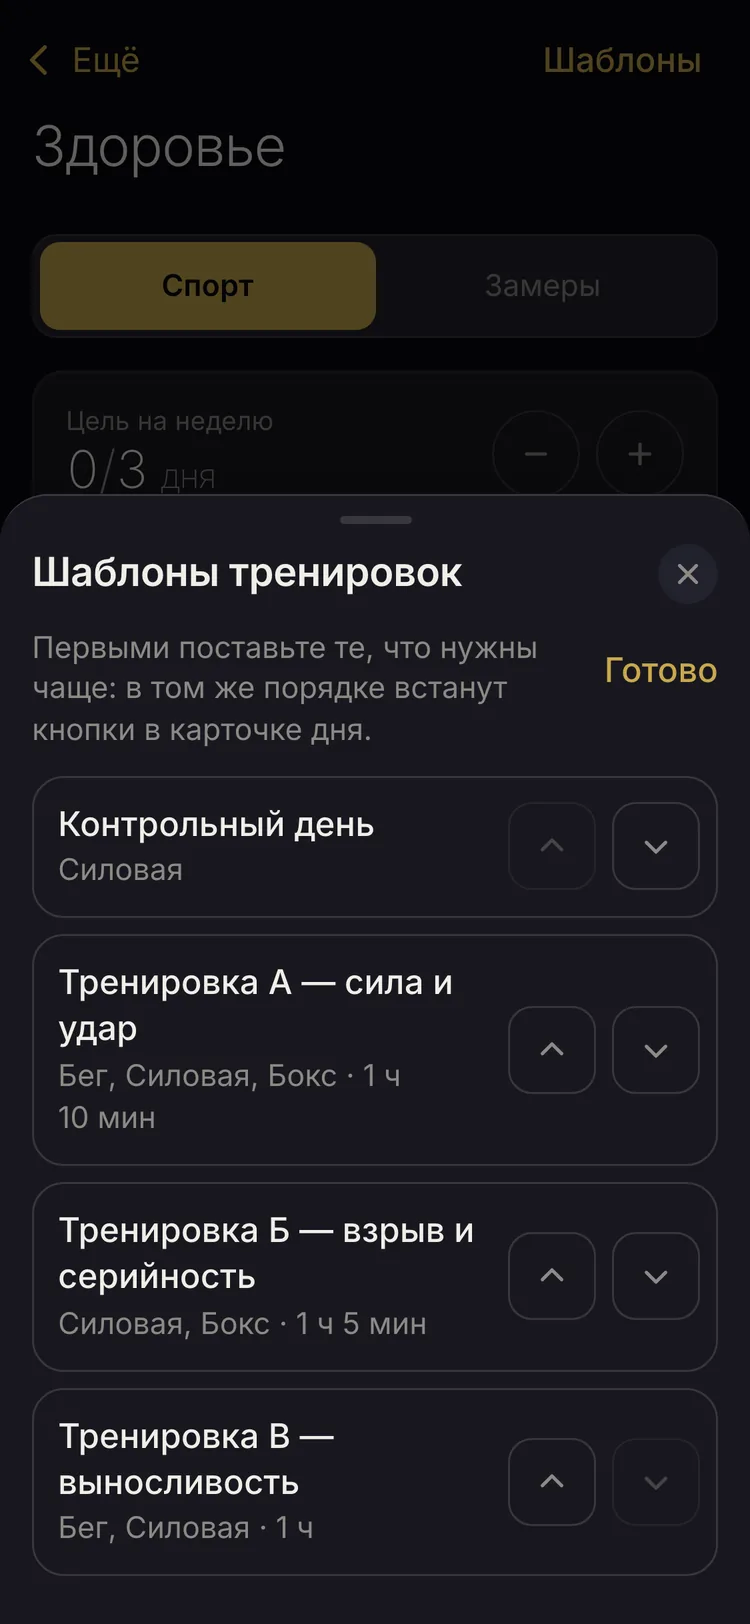 Ещё
Шаблоны
Здоровье
Спорт
Замеры
Цель на неделю
0/3 дня
Шаблоны тренировок
Первыми поставьте те, что нужны
чаще: в том же порядке встанут
кнопки в карточке дня.
Готово
Контрольный день
Силовая
Тренировка А — сила и
удар
Бег, Силовая, Бокс · 1 ч
10 мин
Тренировка Б — взрыв и
серийность
Силовая, Бокс · 1 ч 5 мин
Тренировка В —
выносливость
Бег, Силовая · 1 ч